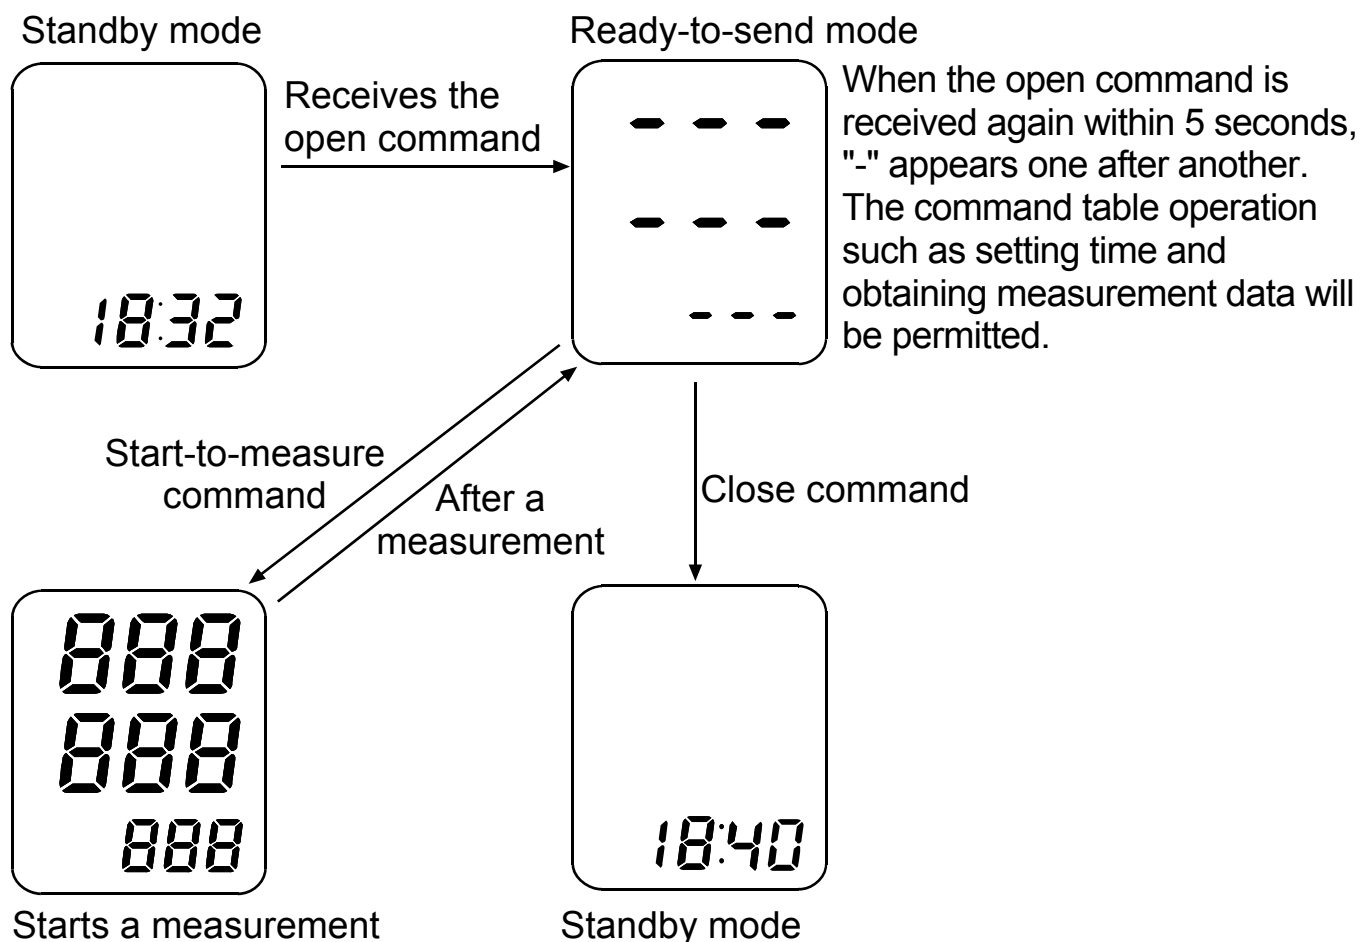 Standby mode
Ready-to-send mode
Receives the
open command
18:32
- - -
- - -
- - -
When the open command is
received again within 5 seconds,
"-" appears one after another.
The command table operation
such as setting time and
obtaining measurement data will
be permitted.
Start-to-measure
command
After a
measurement
Close command
888
888
888
18:40
Starts a measurement
Standby mode